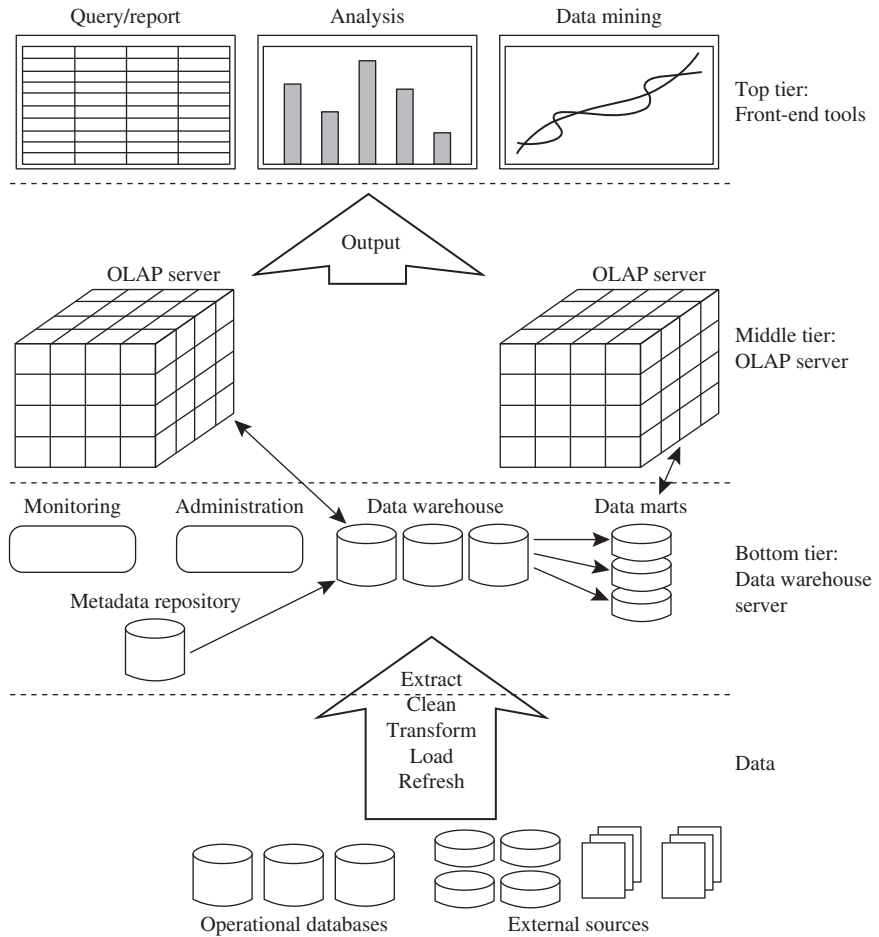 Query/report
Analysis
Data mining
Top tier:
Front-end tools
Output
OLAP server
OLAP server
Middle tier:
OLAP server
Monitoring
Administration
Data warehouse
Data marts
Bottom tier:
Data warehouse
server
Metadata repository
Extract
Clean
Transform
Load
Refresh
Data
Operational databases
External sources